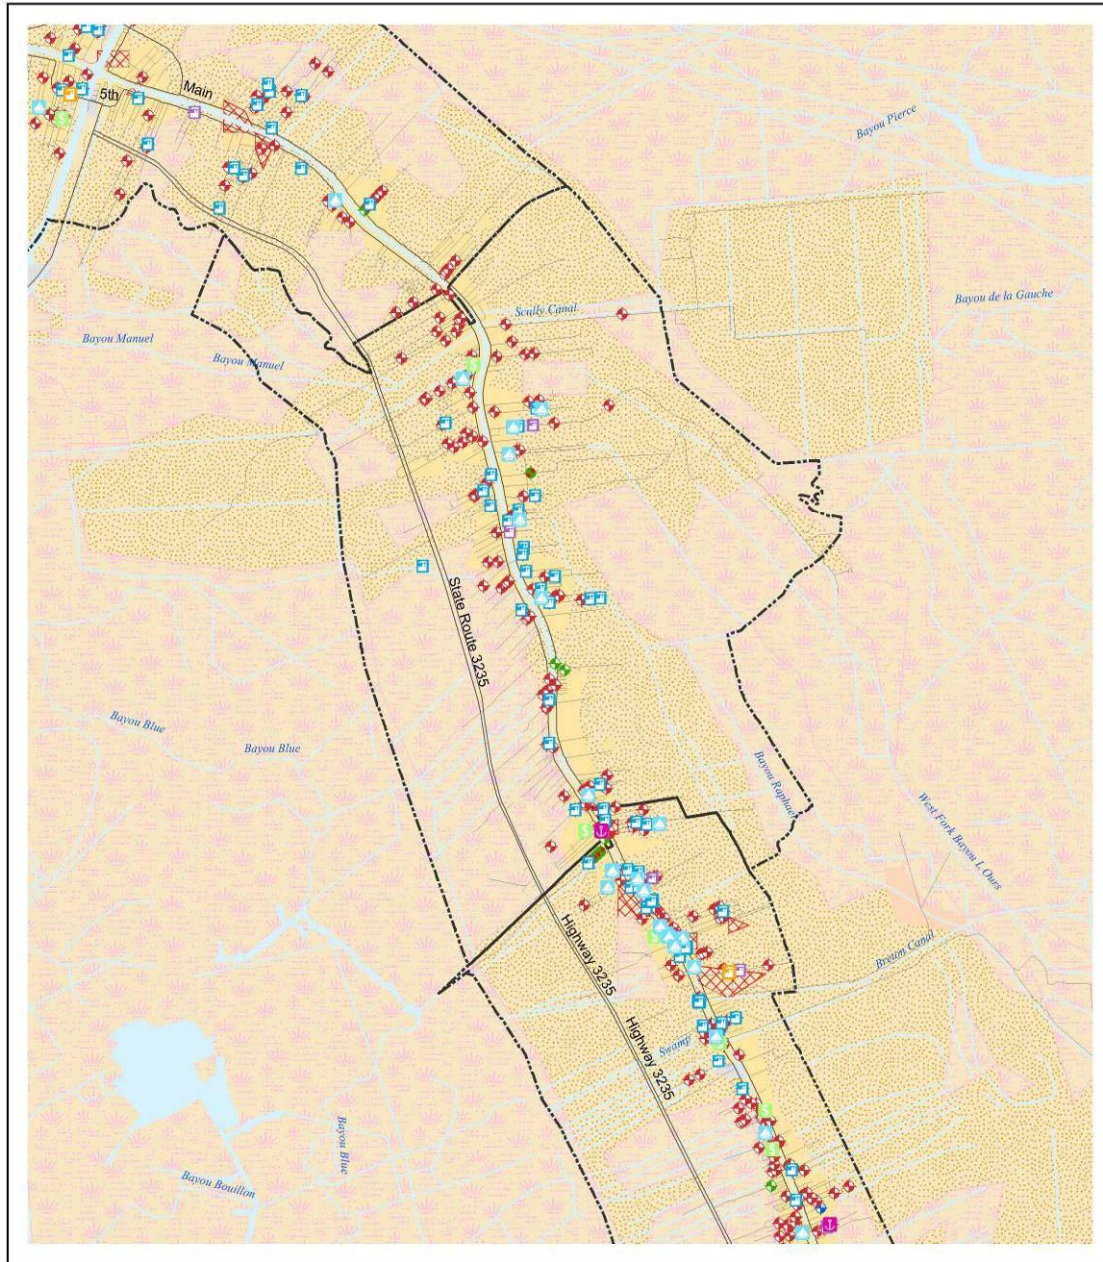 Main
5th
Bayou Pierce
Scully Canal
Bayou de la Gauche
Bayou Manuel
Bayou Manuel
State Route 3235
Bayou Blue
Bayou Blue
Bayou Raphael
West Fork Bayou L Ours
Highway 3235
Breton Canal
Highway 3235
Swamp
Bayou Blue
Bayou Bouillon